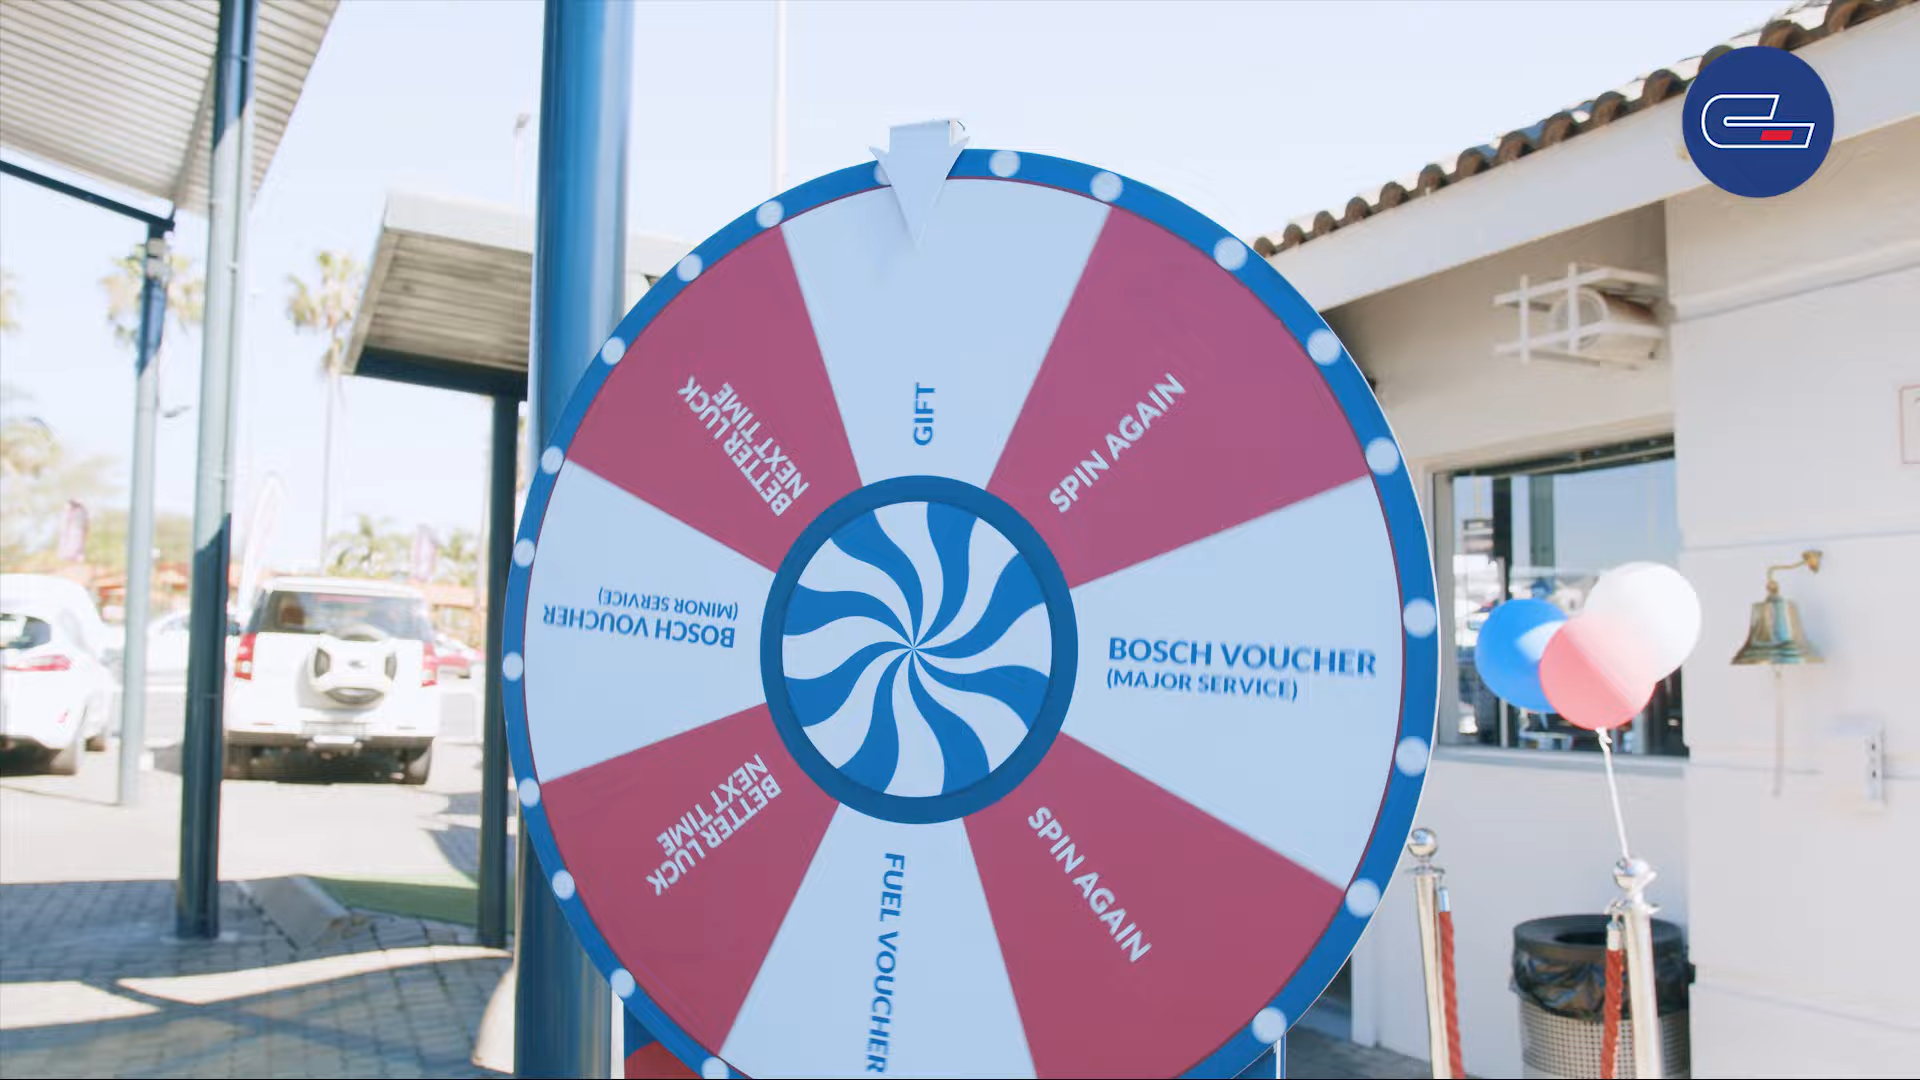 GIFT
SPIN AGAIN
BOSCH VOUCHER
(MAJOR SERVICE)
SPIN AGAIN
FUEL VOUCHER
BETTER LUCK
NEXT TIME
BOSCH VOUCHER
(MINOR SERVICE)
BETTER LUCK
NEXT TIME